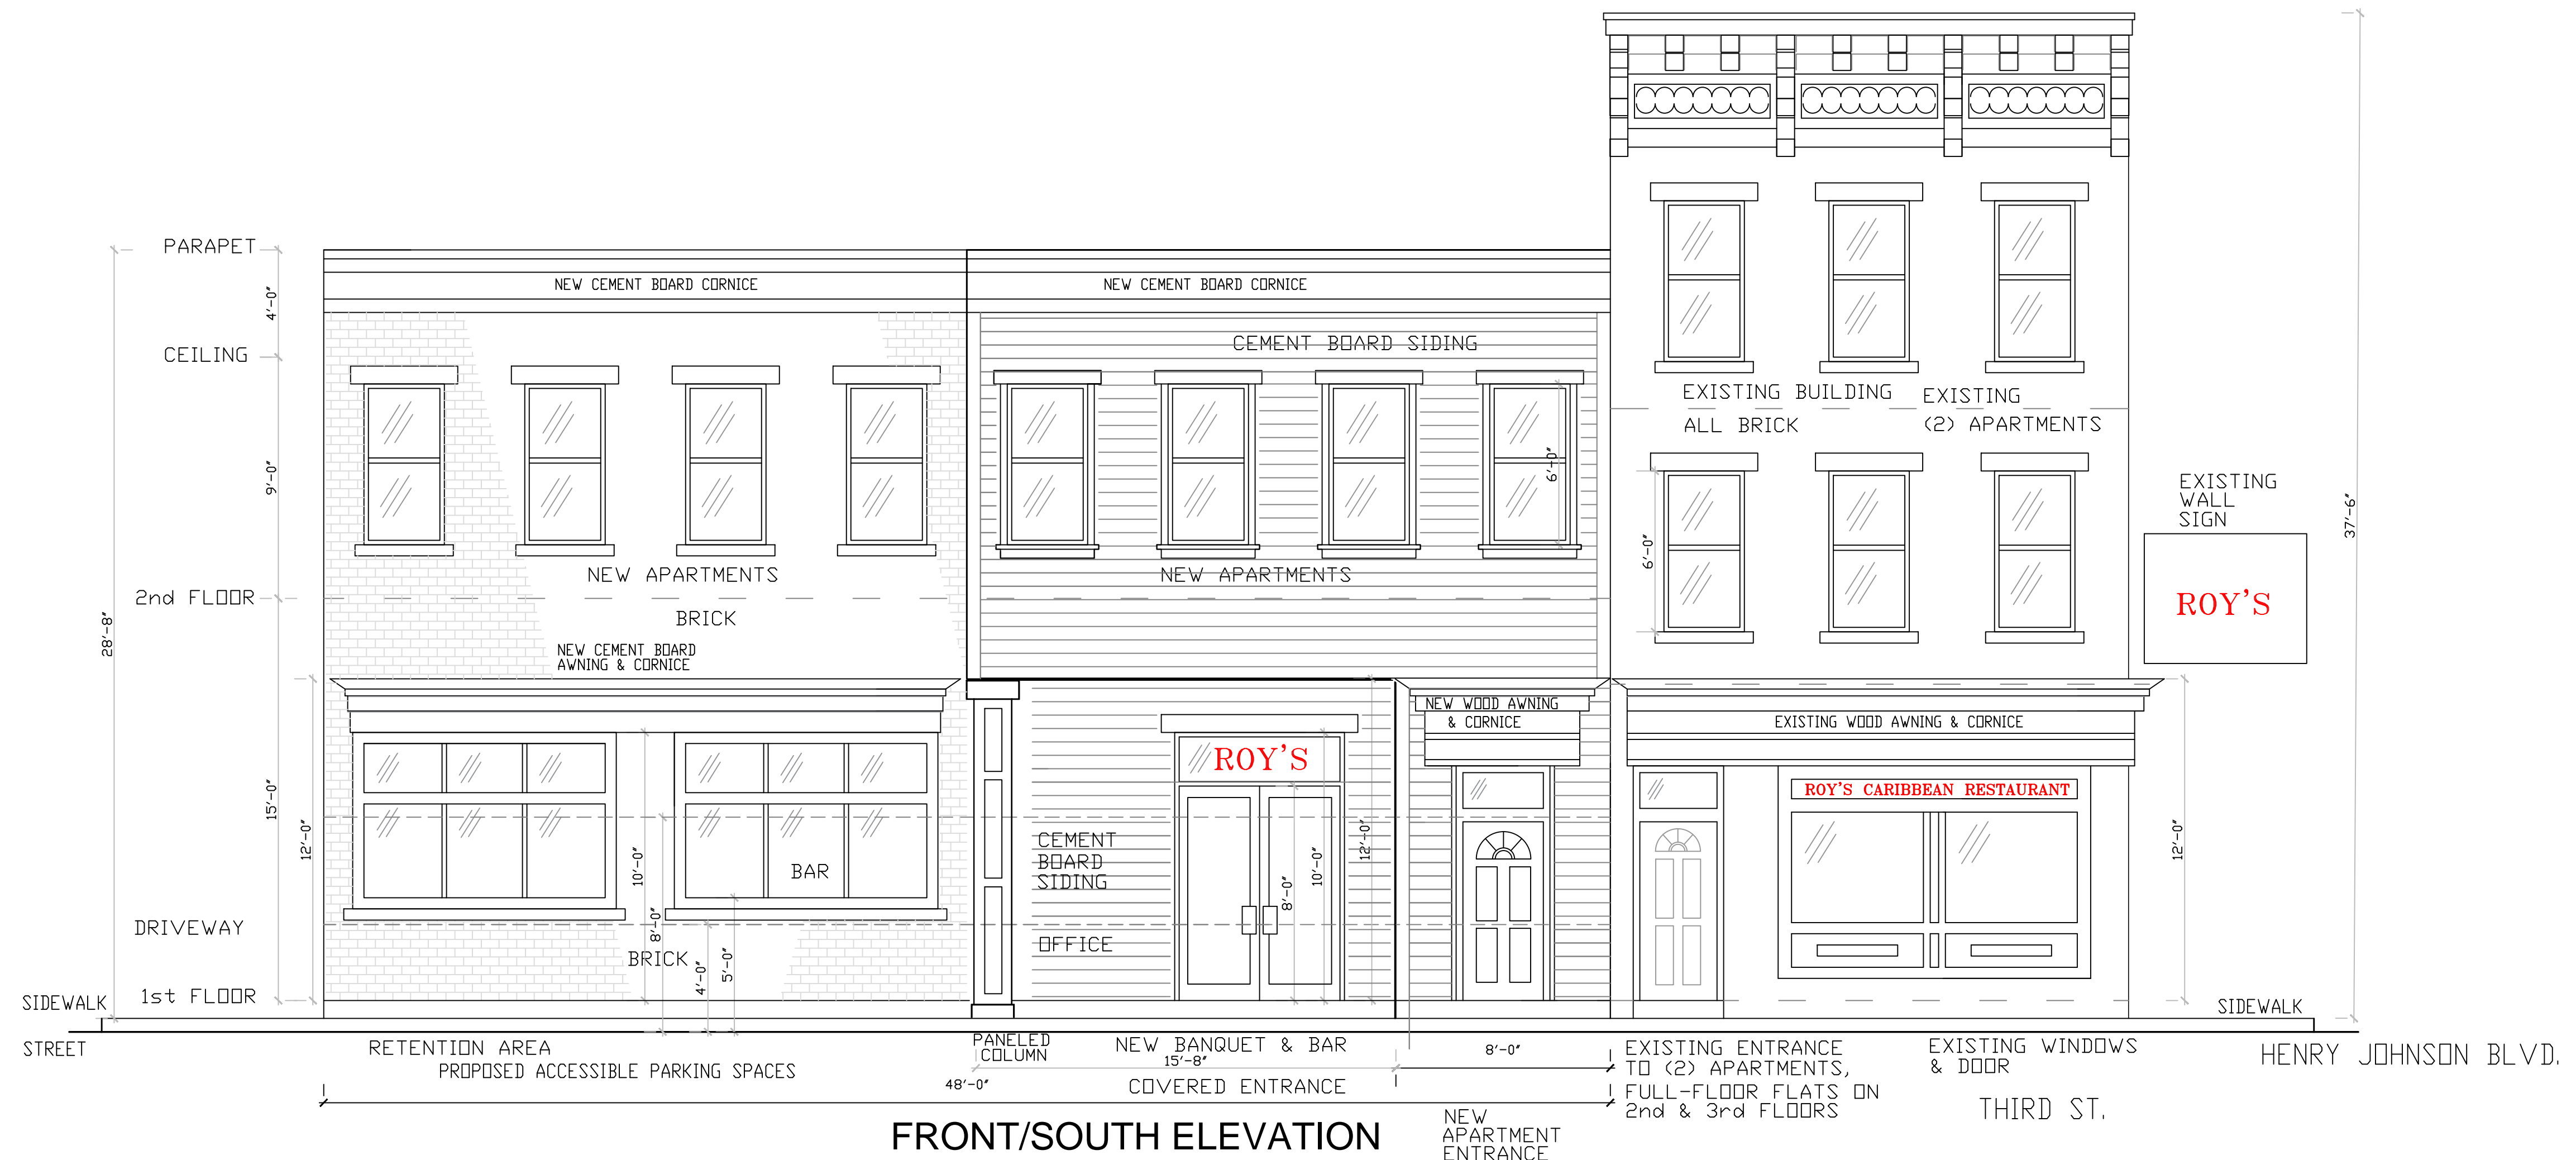 PARAPET
4'-0"
NEW CEMENT BOARD CORNICE
NEW CEMENT BOARD CORNICE
CEMENT BOARD SIDING
CEILING
9'-0"
6'-0"
EXISTING BUILDING
ALL BRICK
EXISTING
(2) APARTMENTS
EXISTING
WALL
SIGN
37'-6"
ROY'S
6'-0"
NEW APARTMENTS
NEW APARTMENTS
2nd FLOOR
BRICK
28'-8"
NEW CEMENT BOARD
AWNING & CORNICE
NEW WOOD AWNING
& CORNICE
EXISTING WOOD AWNING & CORNICE
ROY'S
ROY'S CARIBBEAN RESTAURANT
15'-0"
12'-0"
10'-0"
BAR
CEMENT
BOARD
SIDING
8'-0"
10'-0"
12'-0"
12'-0"
DRIVEWAY
8'-0"
BRICK
4'-0"
5'-0"
OFFICE
SIDEWALK
1st FLOOR
SIDEWALK
STREET
RETENTION AREA
PROPOSED ACCESSIBLE PARKING SPACES
PANELED
COLUMN
NEW BANQUET & BAR
15'-8"
8'-0"
48'-0"
COVERED ENTRANCE
EXISTING ENTRANCE
TO (2) APARTMENTS,
FULL-FLOOR FLATS ON
2nd & 3rd FLOORS
EXISTING WINDOWS
& DOOR
HENRY JOHNSON BLVD.
THIRD ST.
NEW
APARTMENT
ENTRANCE
FRONT/SOUTH ELEVATION